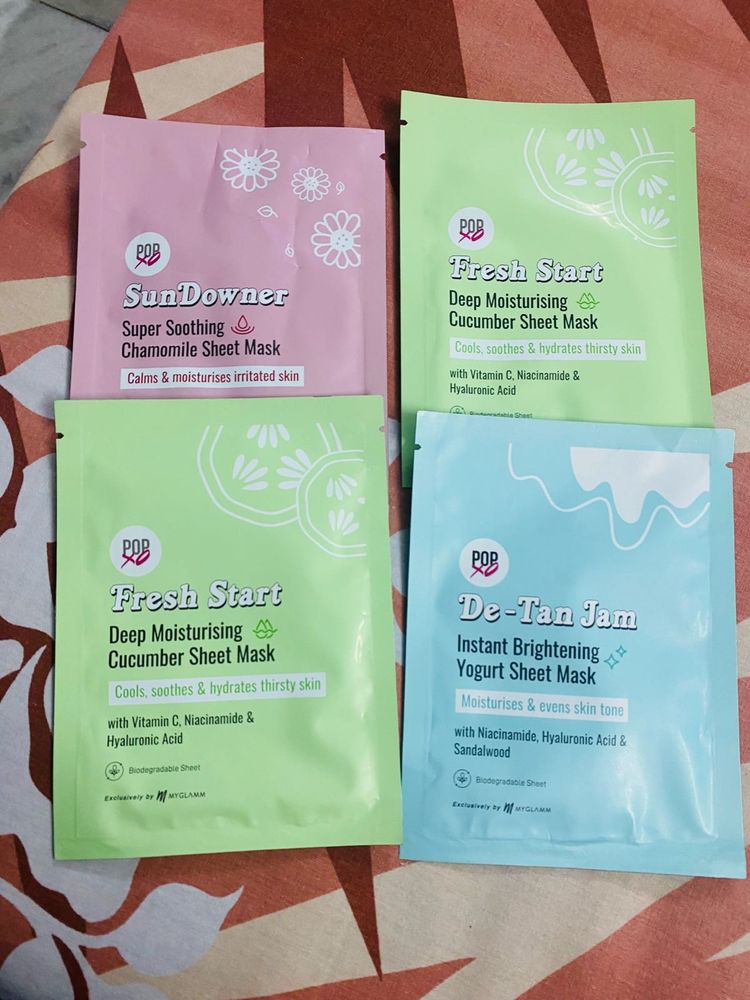 POP
xo
SunDowner
Super Soothing
Chamomile Sheet Mask
Calms & moisturises irritated skin
POP
xo
Fresh Start
Deep Moisturising
Cucumber Sheet Mask
Cools, soothes & hydrates thirsty skin
with Vitamin C, Niacinamide &
Hyaluronic Acid
Biodegradable Sheet
POP
xo
Fresh Start
Deep Moisturising
Cucumber Sheet Mask
Cools, soothes & hydrates thirsty skin
with Vitamin C, Niacinamide &
Hyaluronic Acid
Biodegradable Sheet
Exclusively by M MYGLAMM
POP
xo
De-Tan Jam
Instant Brightening
Yogurt Sheet Mask
Moisturises & evens skin tone
with Niacinamide, Hyaluronic Acid &
Sandalwood
Biodegradable Sheet
Exclusively by M MYGLAMM